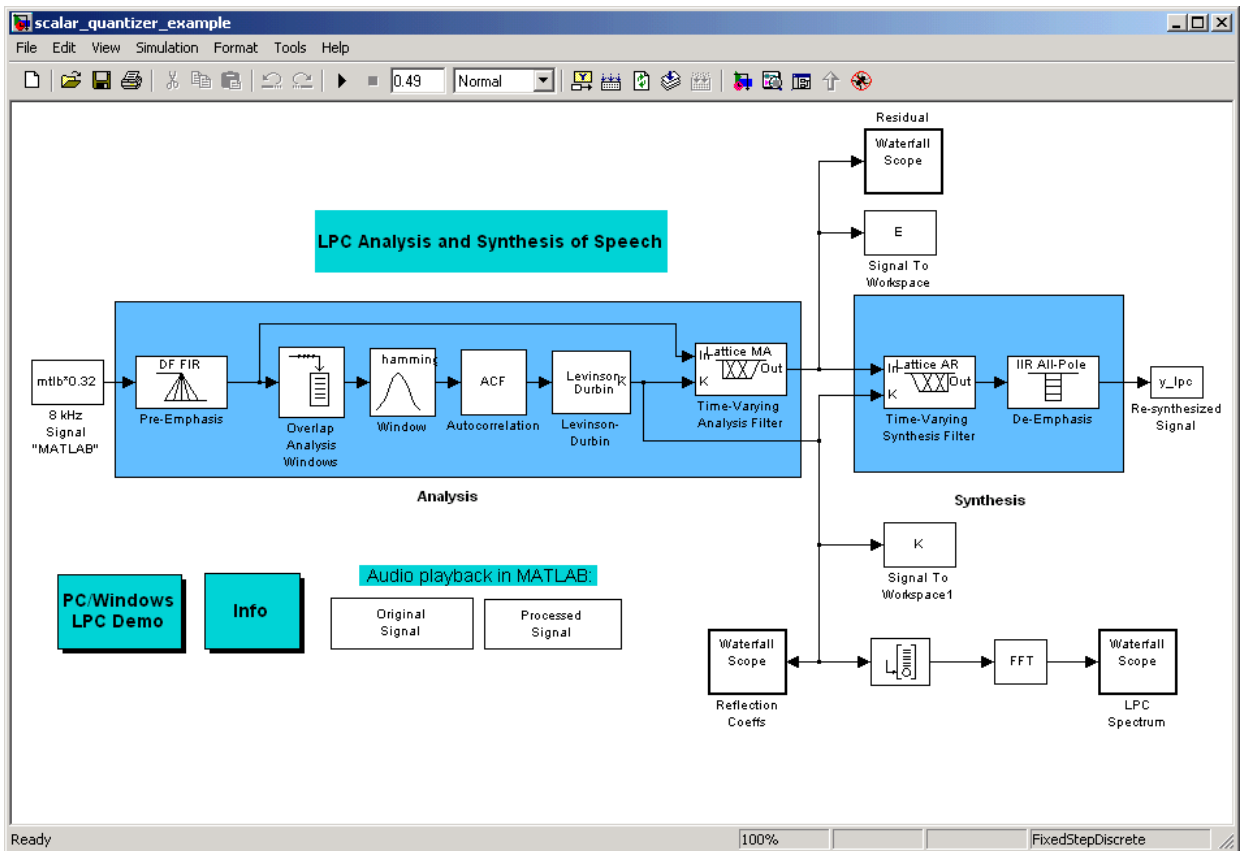 scalar_quantizer_example
File Edit View Simulation Format Tools Help
0.49 Normal
Residual
Waterfall
Scope
LPC Analysis and Synthesis of Speech
E
Signal To
Workspace
mtlb*0.32
8 kHz
Signal
"MATLAB"
DF FIR
Pre-Emphasis
Overlap
Analysis
Windows
hamming
Window
ACF
Autocorrelation
Levinson-
Durbin
K
Levinson-
Durbin
Lattice MA
In
K
Out
Time-Varying
Analysis Filter
Lattice AR
In
K
Out
Time-Varying
Synthesis Filter
IIR All-Pole
De-Emphasis
y_lpc
Re-synthesized
Signal
Analysis
Synthesis
K
Signal To
Workspace1
PC/Windows
LPC Demo
Info
Audio playback in MATLAB:
Original
Signal
Processed
Signal
Waterfall
Scope
Reflection
Coeffs
FFT
Waterfall
Scope
LPC
Spectrum
Ready 100% FixedStepDiscrete